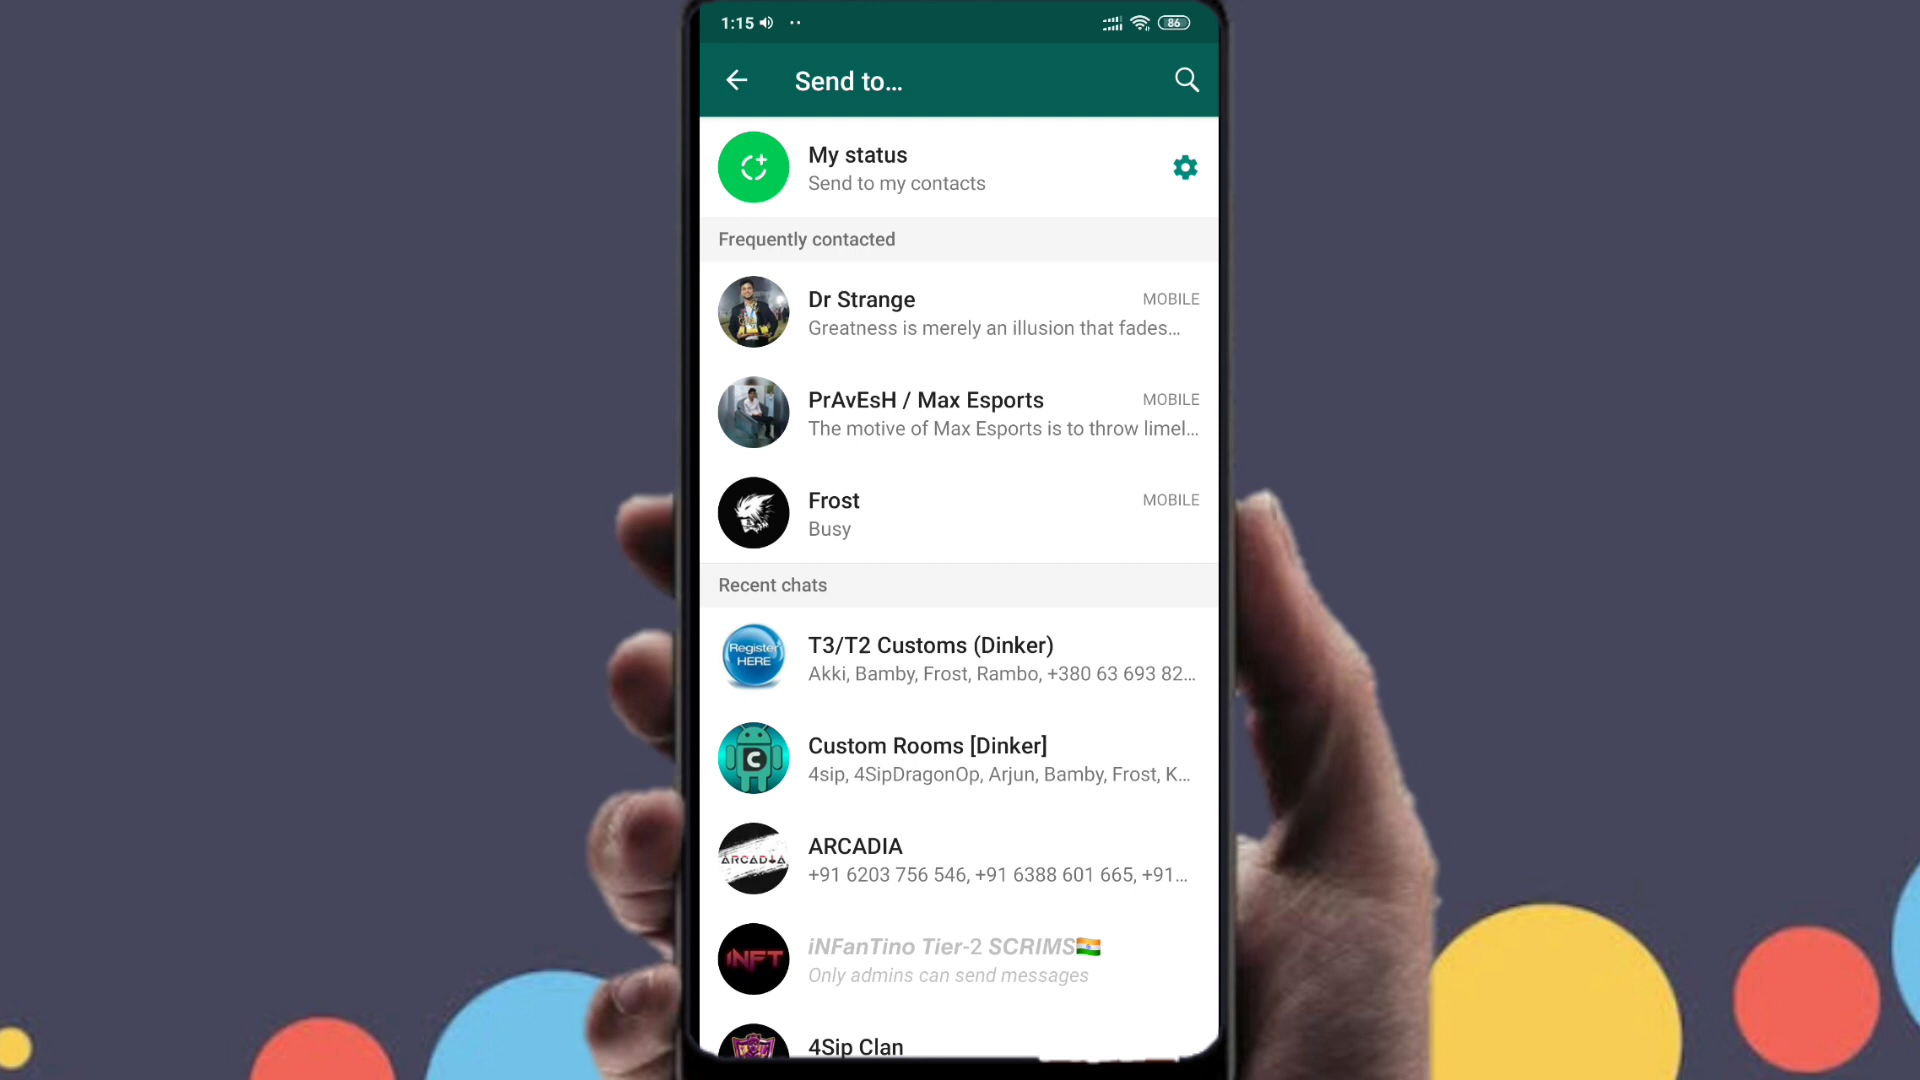 1:15
86
Send to...
My status
Send to my contacts
Frequently contacted
Dr Strange
MOBILE
Greatness is merely an illusion that fades...
PrAvEsH / Max Esports
MOBILE
The motive of Max Esports is to throw limel...
Frost
MOBILE
Busy
Recent chats
Register
HERE
T3/T2 Customs (Dinker)
Akki, Bamby, Frost, Rambo, +380 63 693 82...
C
Custom Rooms [Dinker]
4sip, 4SipDragonOp, Arjun, Bamby, Frost, K...
ARCADIA
ARCADIA
+91 6203 756 546, +91 6388 601 665, +91...
iNFT
iNFanTino Tier-2 SCRIMS🇮🇳
Only admins can send messages
4Sip Clan